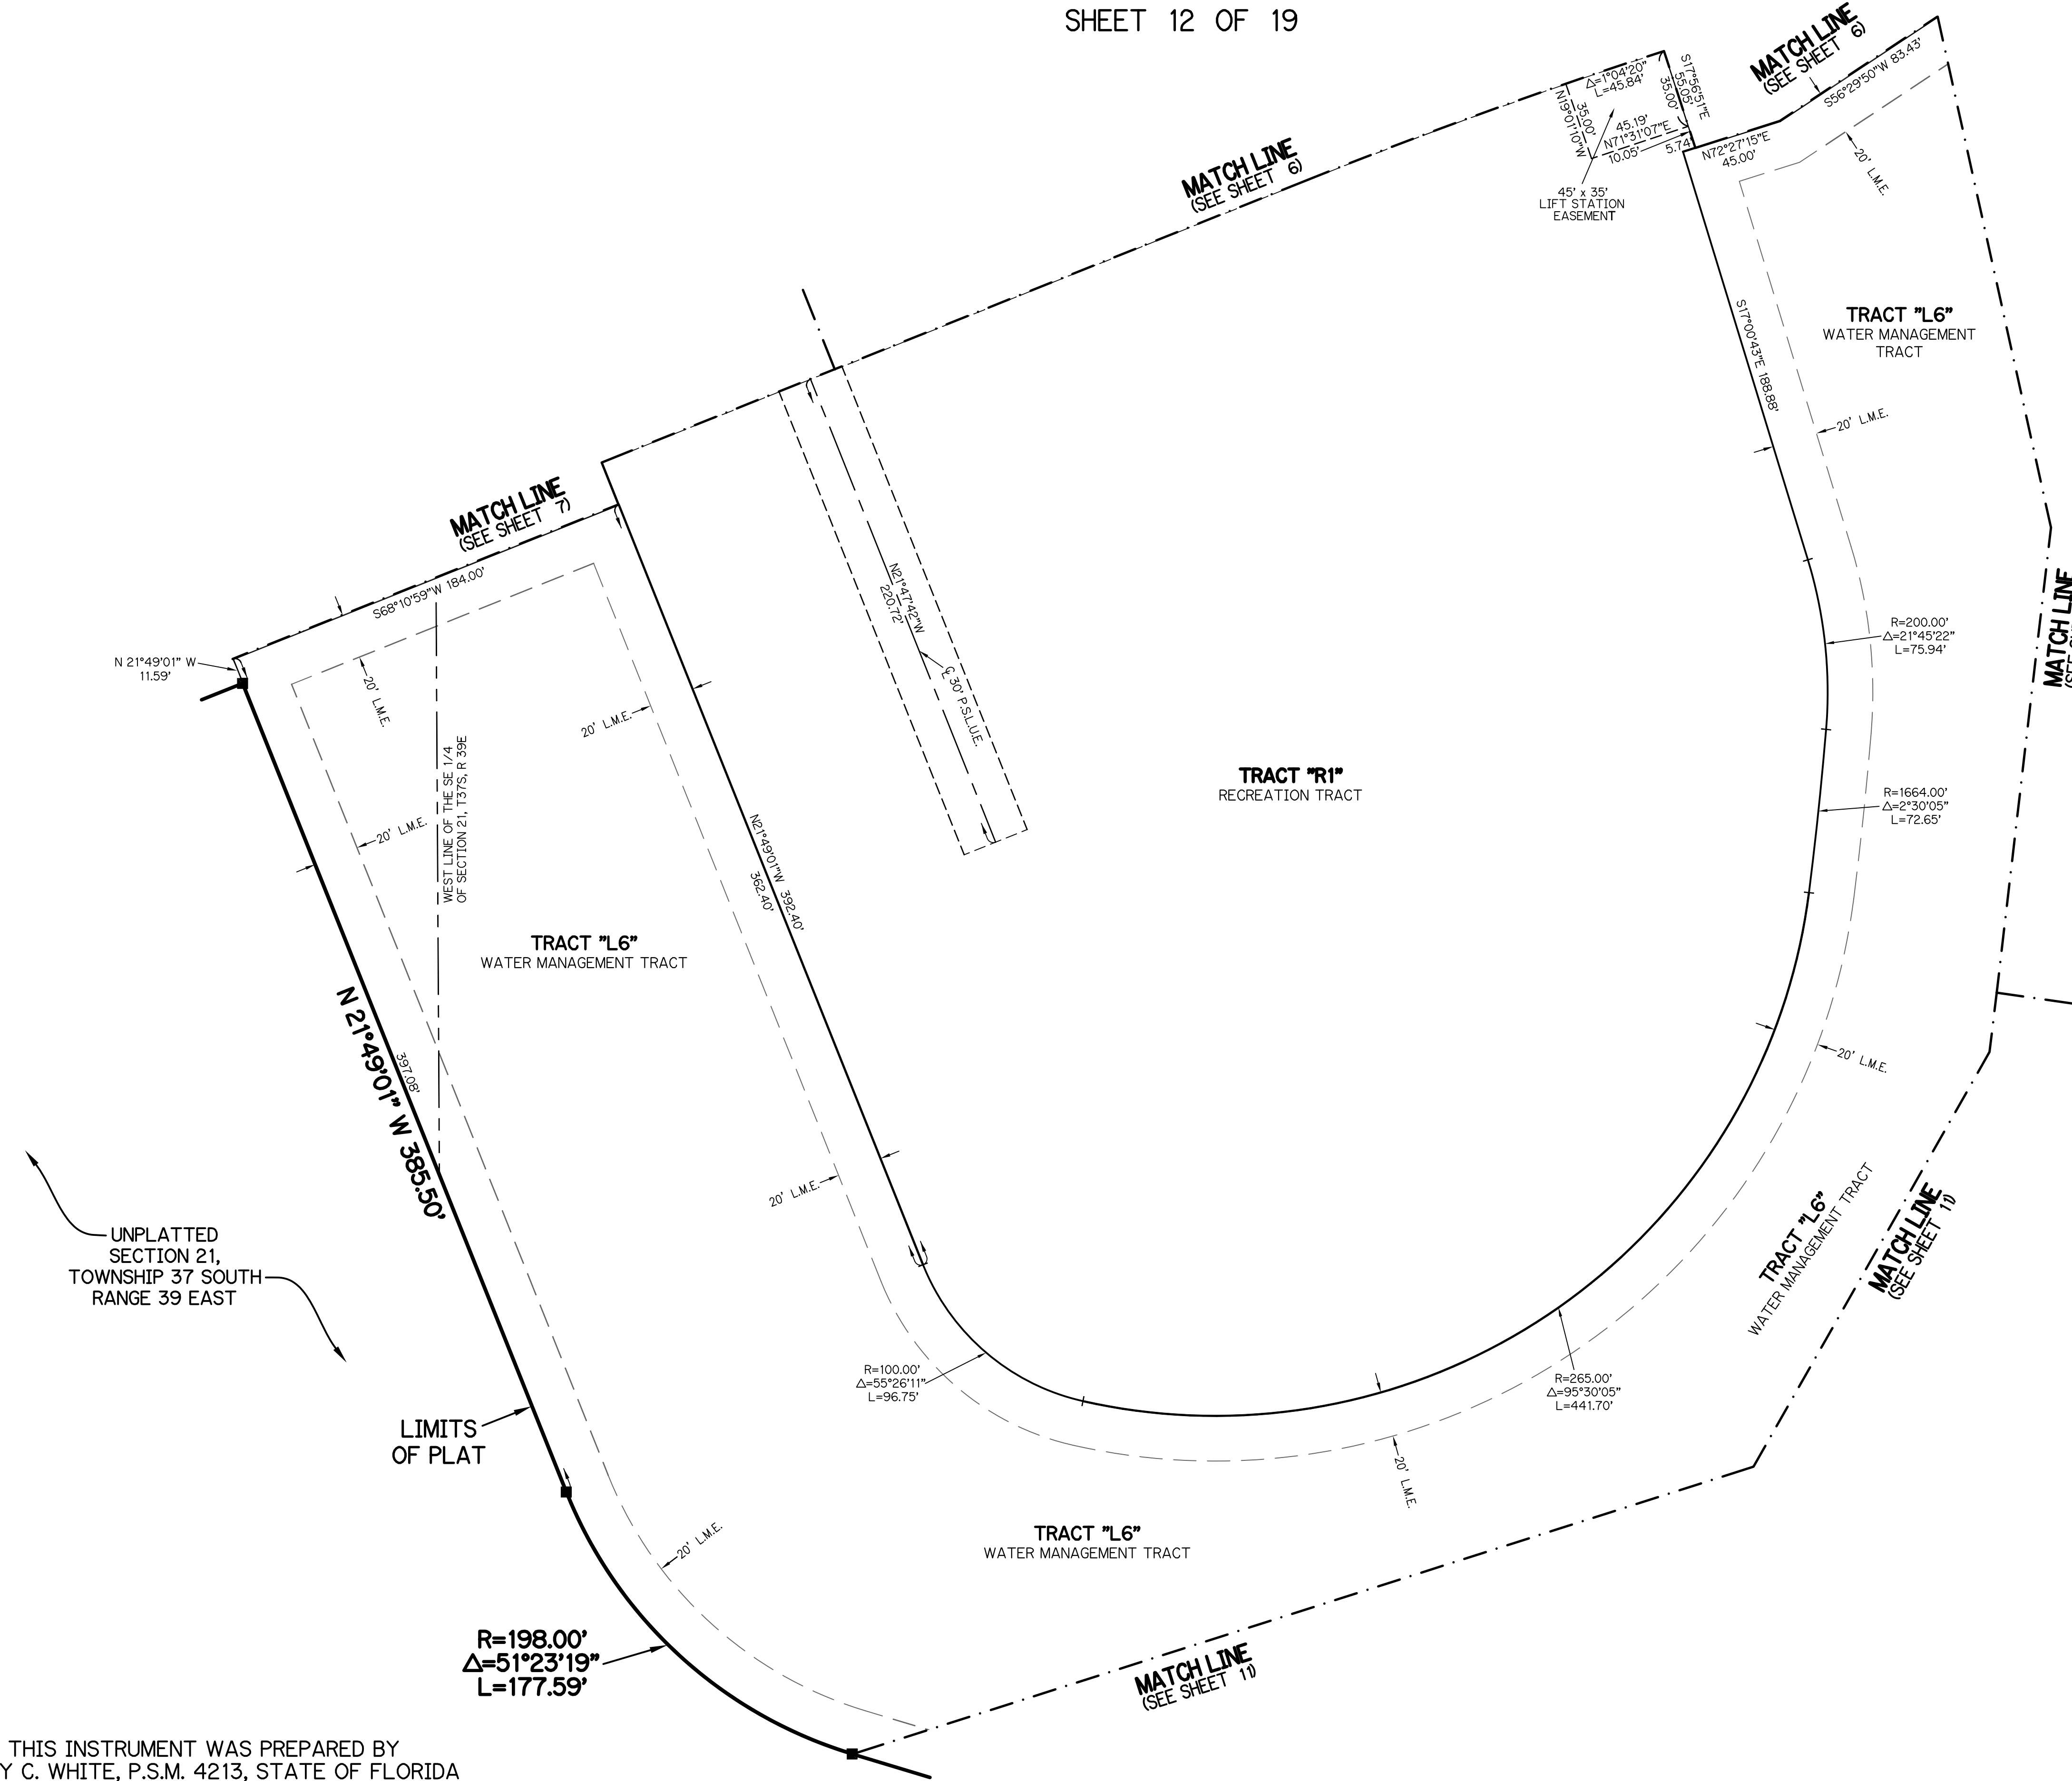 SHEET 12 OF 19
MATCH LINE
(SEE SHEET 6)
S56°29'50"W 83.43'
Δ=1°04'20"
L=45.84'
S17°56'51"E
55.05'
35.00'
N19°01'10"W
35.00'
45.19'
N71°31'07"E
10.05'
5.74'
N72°27'15"E
45.00'
20' L.M.E.
45' x 35'
LIFT STATION
EASEMENT
MATCH LINE
(SEE SHEET 6)
TRACT "L6"
WATER MANAGEMENT
TRACT
S17°00'43"E 188.88'
20' L.M.E.
MATCH LINE
(SEE SHEET 7)
S68°10'59"W 184.00'
N 21°49'01" W
11.59'
20' L.M.E.
20' L.M.E.
20' L.M.E.
WEST LINE OF THE SE 1/4
OF SECTION 21, T37S, R 39E
N21°47'42"W
220.72'
℄ 30' P.S.L.U.E.
R=200.00'
Δ=21°45'22"
L=75.94'
MATCH LINE
TRACT "R1"
RECREATION TRACT
R=1664.00'
Δ=2°30'05"
L=72.65'
N21°49'01"W 392.40'
362.40'
TRACT "L6"
WATER MANAGEMENT TRACT
N 21°49'01" W 385.50'
397.08'
20' L.M.E.
20' L.M.E.
TRACT "L6"
WATER MANAGEMENT TRACT
MATCH LINE
(SEE SHEET 11)
UNPLATTED
SECTION 21,
TOWNSHIP 37 SOUTH
RANGE 39 EAST
R=100.00'
Δ=55°26'11"
L=96.75'
R=265.00'
Δ=95°30'05"
L=441.70'
LIMITS
OF PLAT
20' L.M.E.
20' L.M.E.
TRACT "L6"
WATER MANAGEMENT TRACT
R=198.00'
Δ=51°23'19"
L=177.59'
MATCH LINE
(SEE SHEET 11)
THIS INSTRUMENT WAS PREPARED BY
Y C. WHITE, P.S.M. 4213, STATE OF FLORIDA